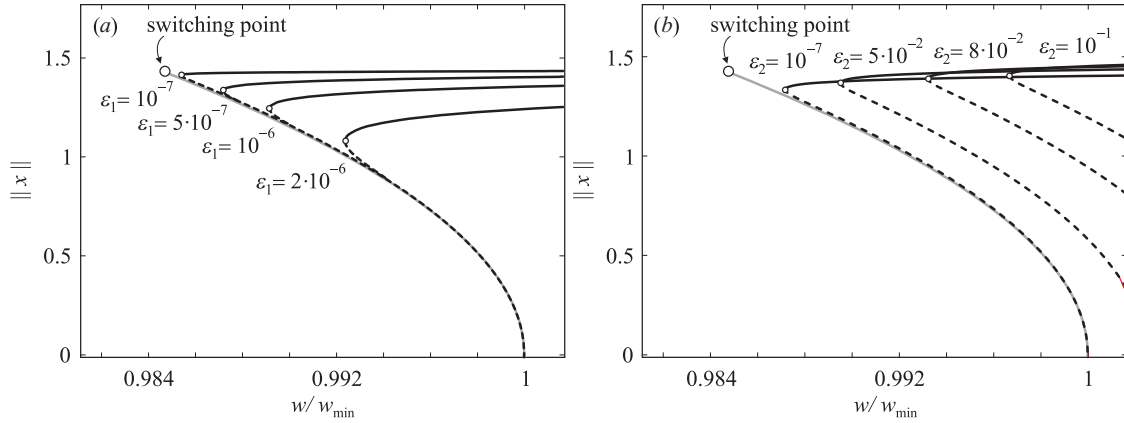 (a)
switching point
1.5
1
0.5
0
|| x ||
ε₁= 10⁻⁷
ε₁= 5·10⁻⁷
ε₁= 10⁻⁶
ε₁= 2·10⁻⁶
0.984
0.992
1
w/ w_min
(b)
switching point
1.5
1
0.5
0
|| x ||
ε₂= 10⁻⁷
ε₂= 5·10⁻²
ε₂= 8·10⁻²
ε₂= 10⁻¹
0.984
0.992
1
w/ w_min